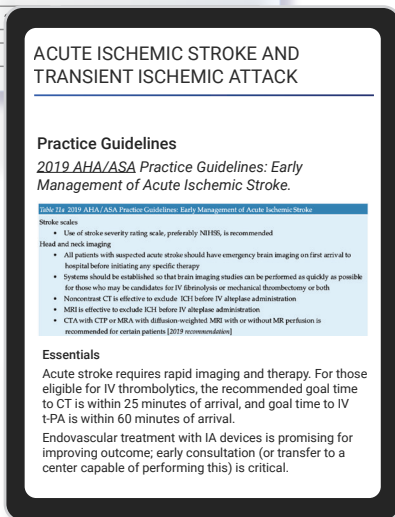 ACUTE ISCHEMIC STROKE AND
TRANSIENT ISCHEMIC ATTACK
Practice Guidelines
2019 AHA/ASA Practice Guidelines: Early
Management of Acute Ischemic Stroke.
Table 21a 2019 AHA/ASA Practice Guidelines: Early Management of Acute Ischemic Stroke
Stroke scales
• Use of stroke severity rating scale, preferably NIHSS, is recommended
Head and neck imaging
• All patients with suspected acute stroke should have emergency brain imaging on first arrival to
hospital before initiating any specific therapy
• Systems should be established so that brain imaging studies can be performed as quickly as possible
for those who may be candidates for IV fibrinolysis or mechanical thrombectomy or both
• Noncontrast CT is effective to exclude ICH before IV alteplase administration
• MRI is effective to exclude ICH before IV alteplase administration
• CTA with CTP or MRA with diffusion-weighted MRI with or without MR perfusion is
recommended for certain patients [2019 recommendation]
Essentials
Acute stroke requires rapid imaging and therapy. For those
eligible for IV thrombolytics, the recommended goal time
to CT is within 25 minutes of arrival, and goal time to IV
t-PA is within 60 minutes of arrival.
Endovascular treatment with IA devices is promising for
improving outcome; early consultation (or transfer to a
center capable of performing this) is critical.